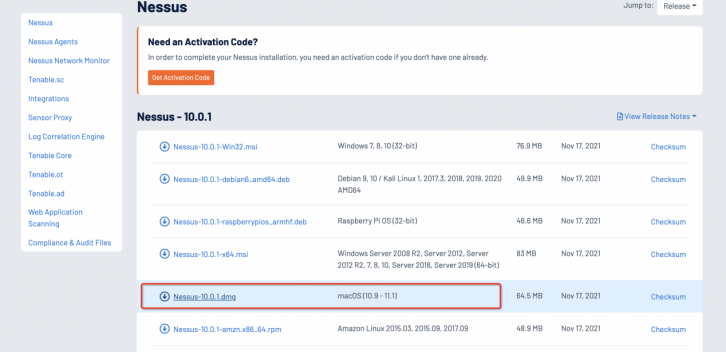 Nessus
Jump to: Release
Nessus
Nessus Agents
Nessus Network Monitor
Tenable.sc
Integrations
Sensor Proxy
Log Correlation Engine
Tenable Core
Tenable.ot
Tenable.ad
Web Application
Scanning
Compliance & Audit Files
Need an Activation Code?
In order to complete your Nessus installation, you need an activation code if you don't have one already.
Get Activation Code
Nessus - 10.0.1
View Release Notes
Nessus-10.0.1-Win32.msi Windows 7, 8, 10 (32-bit) 76.9 MB Nov 17, 2021 Checksum
Nessus-10.0.1-debian6_amd64.deb Debian 9, 10 / Kali Linux 1, 2017.3, 2018, 2019, 2020 49.9 MB Nov 17, 2021 Checksum
AMD64
Nessus-10.0.1-raspberrypios_armhf.deb Raspberry Pi OS (32-bit) 46.6 MB Nov 17, 2021 Checksum
Nessus-10.0.1-x64.msi Windows Server 2008 R2, Server 2012, Server 83 MB Nov 17, 2021 Checksum
2012 R2, 7, 8, 10, Server 2016, Server 2019 (64-bit)
Nessus-10.0.1.dmg macOS (10.9 - 11.1) 64.5 MB Nov 17, 2021 Checksum
Nessus-10.0.1-amzn.x86_64.rpm Amazon Linux 2015.03, 2015.09, 2017.09 48.9 MB Nov 17, 2021 Checksum